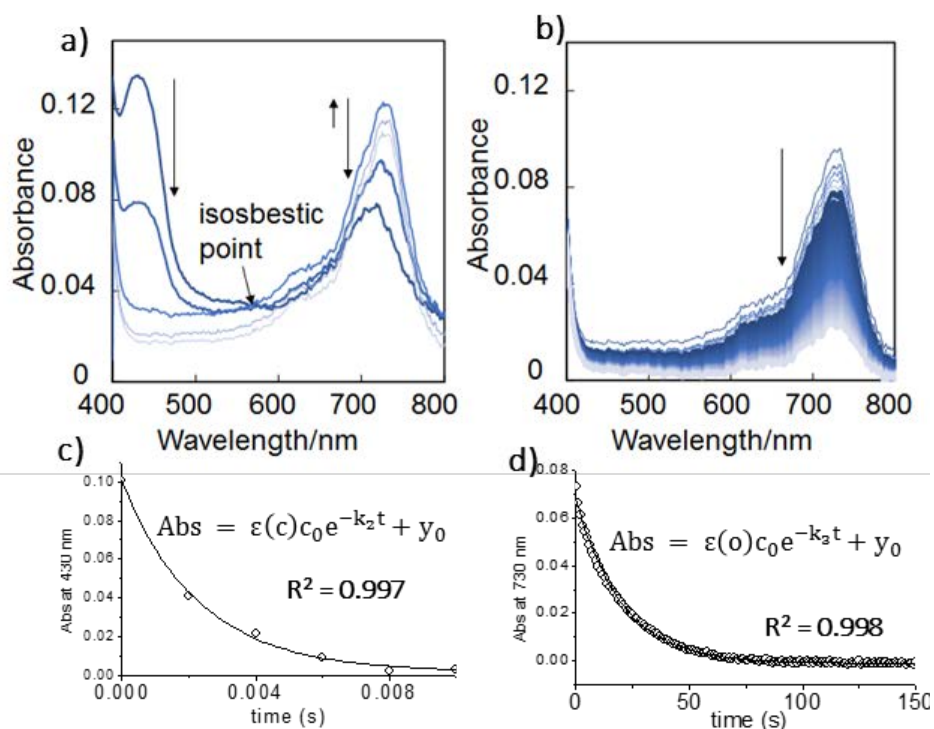 a)
Absorbance
0.12
0.08
0.04
0
isosbestic
point
400 500 600 700 800
Wavelength/nm
b)
Absorbance
0.12
0.08
0.04
0
400 500 600 700 800
Wavelength/nm
c)
Abs at 430 nm
0.10
0.08
0.06
0.04
0.02
0.00
Abs = ε(c)c₀e^{-k₂t} + y₀
R² = 0.997
0.000 0.004 0.008
time (s)
d)
Abs at 730 nm
0.08
0.06
0.04
0.02
0.00
Abs = ε(o)c₀e^{-k₃t} + y₀
R² = 0.998
0 50 100 150
time (s)